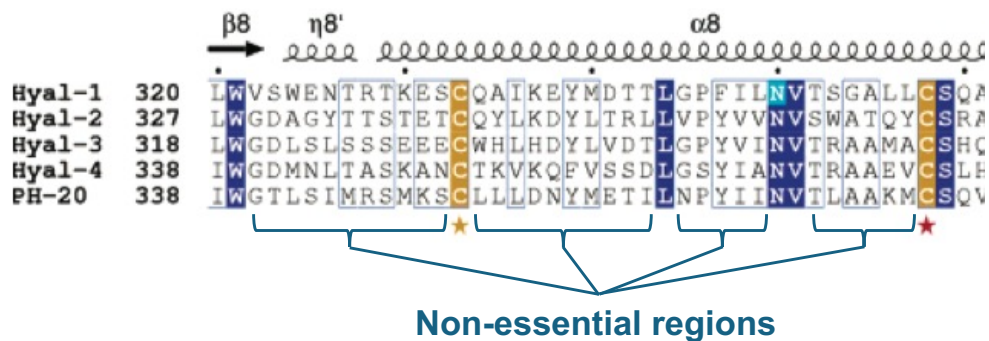 β8 η8' α8
Hyal-1 320 LWVSWENTRTKESCQAIKEYMDTTLGPFILNVTSGALLCSQA
Hyal-2 327 LWGDAGYTTSTETCQYLKDYLTRLLVPYVVNVSWATQYCSRA
Hyal-3 318 LWGDLSLSSSEEECWHLHDYLVDTLGPYVINVTRAAMACSHQ
Hyal-4 338 IWGDMNLTASKANCTKVKQFVSSDLGSYIANVTRAAEVCSLH
PH-20 338 IWGTLSIMRSMKSCLLLDNYMETILNPYIINVTLAAKMCSQV
Non-essential regions